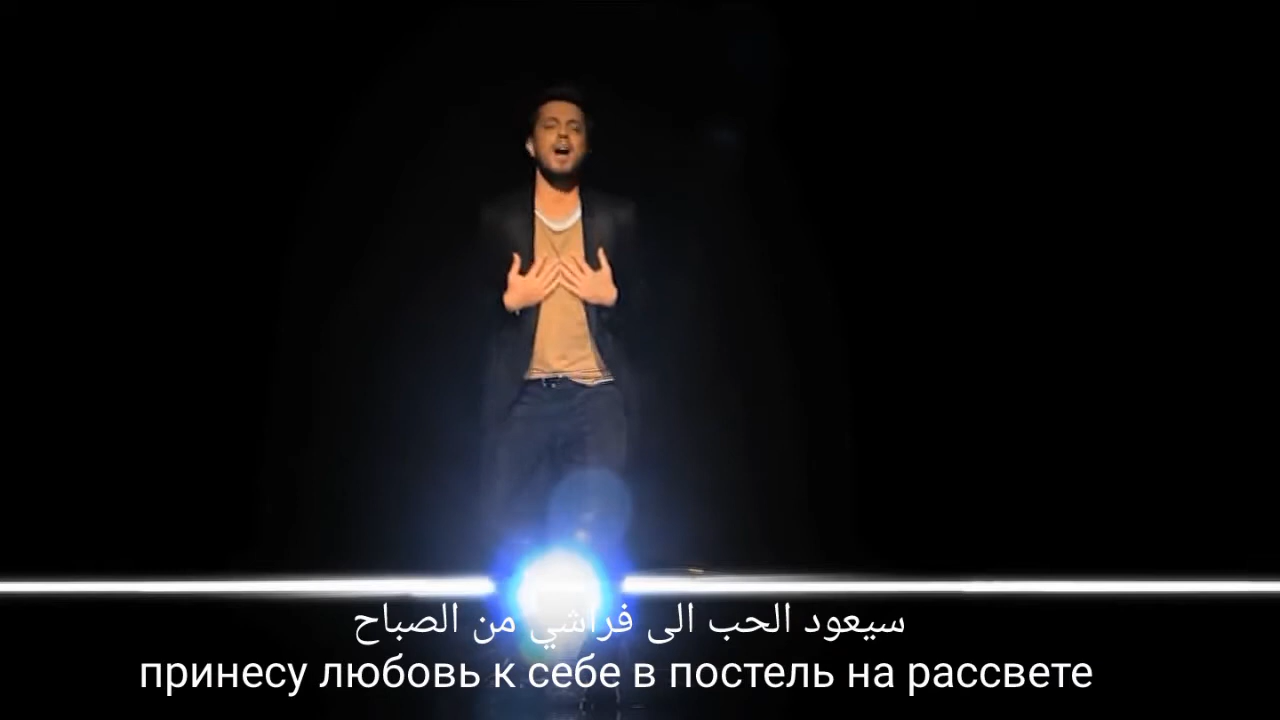 سيعود الحب الى فراشي من الصباح
принесу любовь к себе в постель на рассвете